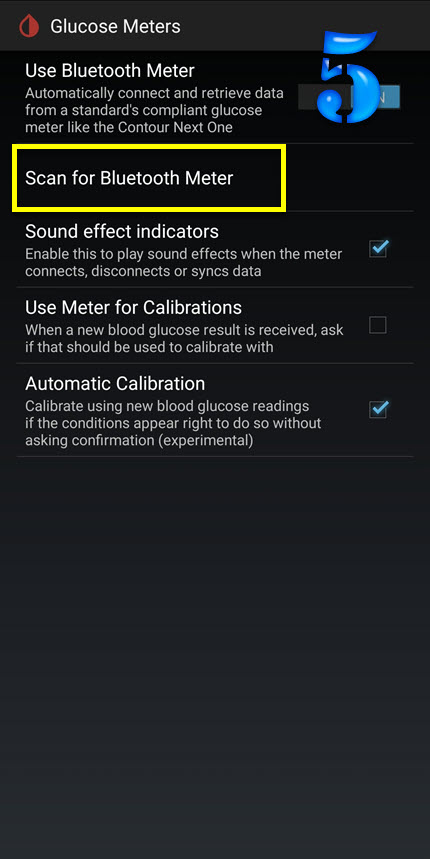 Glucose Meters
5
Use Bluetooth Meter
Automatically connect and retrieve data
from a standard's compliant glucose
meter like the Contour Next One
Scan for Bluetooth Meter
Sound effect indicators
Enable this to play sound effects when the meter
connects, disconnects or syncs data
Use Meter for Calibrations
When a new blood glucose result is received, ask
if that should be used to calibrate with
Automatic Calibration
Calibrate using new blood glucose readings
if the conditions appear right to do so without
asking confirmation (experimental)